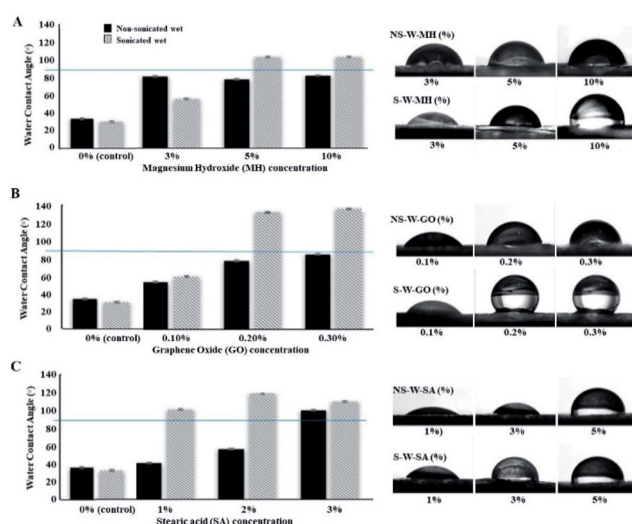 A
Non-sonicated wet
Sonicated wet
Water Contact Angle (°)
140
120
100
80
60
40
20
0
0% (control)
3%
5%
10%
Magnesium Hydroxide (MH) concentration
NS-W-MH (%)
3%
5%
10%
S-W-MH (%)
3%
5%
10%
B
Water Contact Angle (°)
140
120
100
80
60
40
20
0
0% (control)
0.10%
0.20%
0.30%
Graphene Oxide (GO) concentration
NS-W-GO (%)
0.1%
0.2%
0.3%
S-W-GO (%)
0.1%
0.2%
0.3%
C
Water Contact Angle (°)
140
120
100
80
60
40
20
0
0% (control)
1%
2%
3%
Stearic acid (SA) concentration
NS-W-SA (%)
1%)
3%
5%
S-W-SA (%)
1%
3%
5%